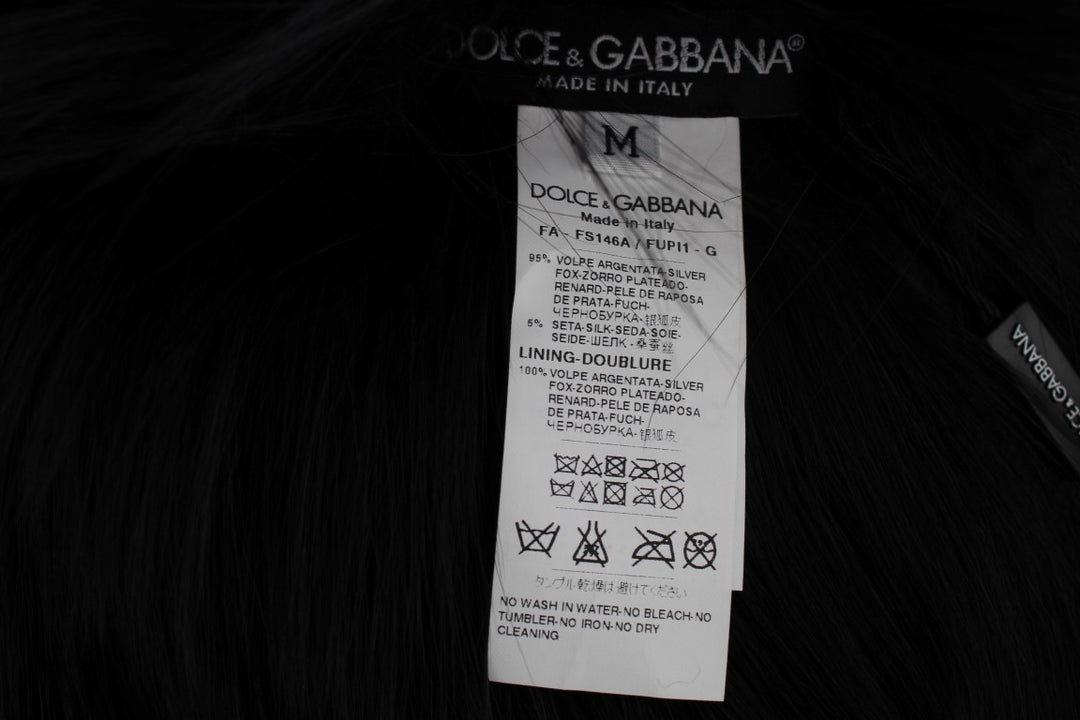 DOLCE & GABBANA®
MADE IN ITALY
M
DOLCE & GABBANA
Made in Italy
FA - FS146A / FUPI1 - G
95% VOLPE ARGENTATA-SILVER
FOX-ZORRO PLATEADO-
RENARD-PELE DE RAPOSA
DE PRATA-FUCH-
ЧЕРНОБУРКА-银狐皮
5% SETA-SILK-SEDA-SOIE-
SEIDE-ШЕЛК-桑蚕丝
LINING-DOUBLURE
100% VOLPE ARGENTATA-SILVER
FOX-ZORRO PLATEADO-
RENARD-PELE DE RAPOSA
DE PRATA-FUCH-
ЧЕРНОБУРКА-银狐皮
タンブル乾燥は避けてください
NO WASH IN WATER-NO BLEACH-NO
TUMBLER-NO IRON-NO DRY
CLEANING
CE & GABBANA